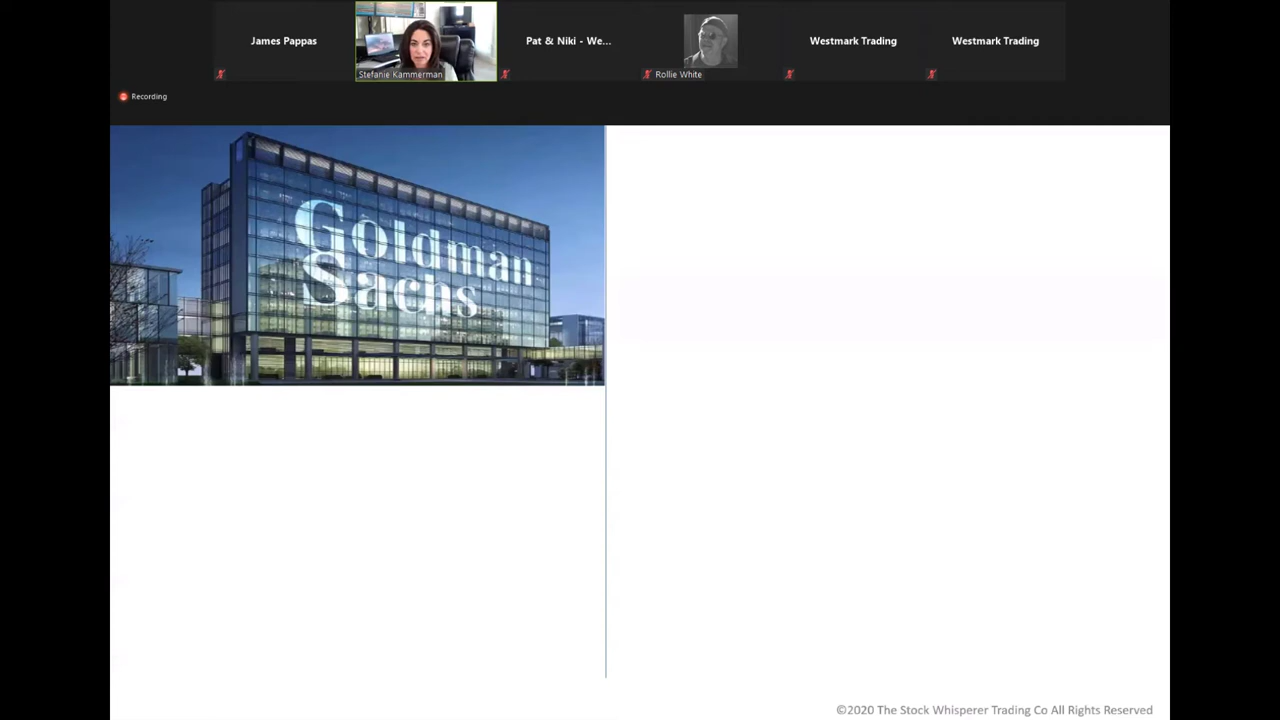 James Pappas
Stefanie Kammerman
Pat & Niki - We...
Rollie White
Westmark Trading
Westmark Trading
Recording
Goldman
Sachs
©2020 The Stock Whisperer Trading Co All Rights Reserved